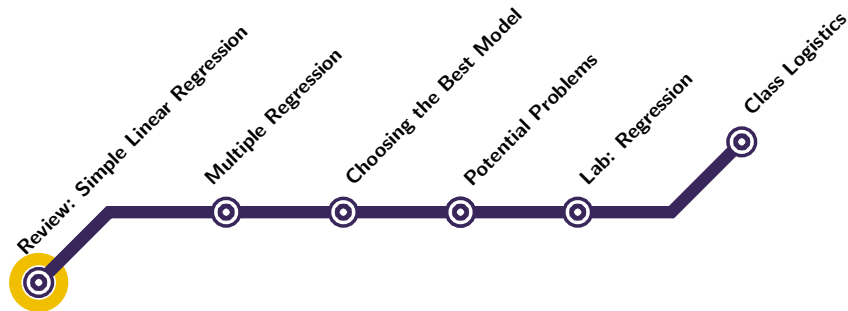 Review: Simple Linear Regression
Multiple Regression
Choosing the Best Model
Potential Problems
Lab: Regression
Class Logistics